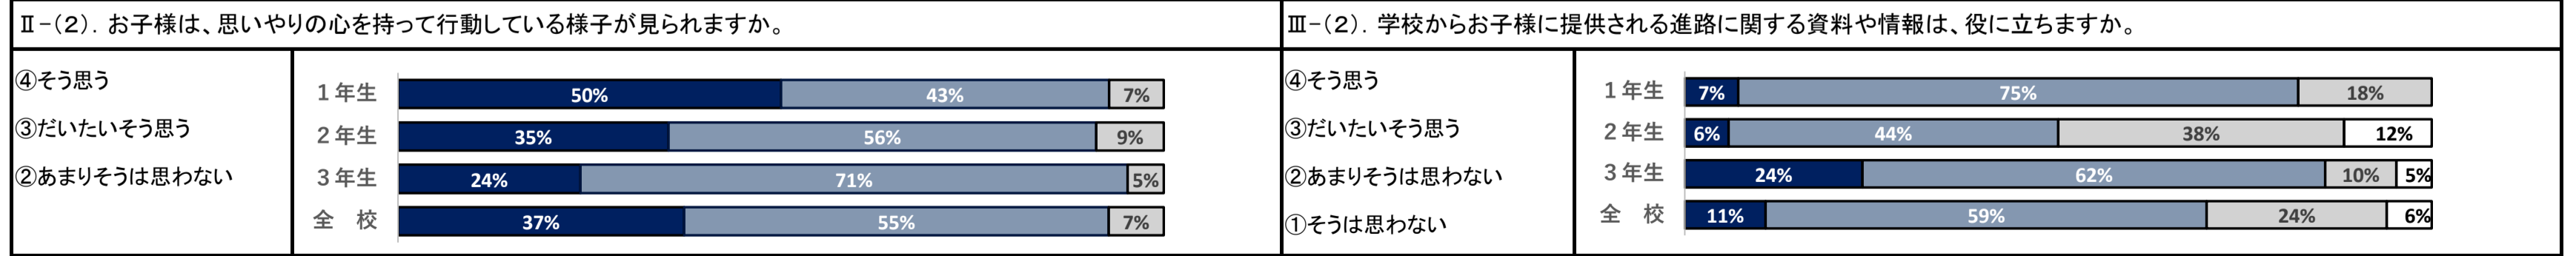 Ⅱ-(2). お子様は、思いやりの心を持って行動している様子が見られますか。
④そう思う
③だいたいそう思う
②あまりそうは思わない
1年生 50% 43% 7%
2年生 35% 56% 9%
3年生 24% 71% 5%
全 校 37% 55% 7%
Ⅲ-(2). 学校からお子様に提供される進路に関する資料や情報は、役に立ちますか。
④そう思う
③だいたいそう思う
②あまりそうは思わない
①そうは思わない
1年生 7% 75% 18%
2年生 6% 44% 38% 12%
3年生 24% 62% 10% 5%
全 校 11% 59% 24% 6%